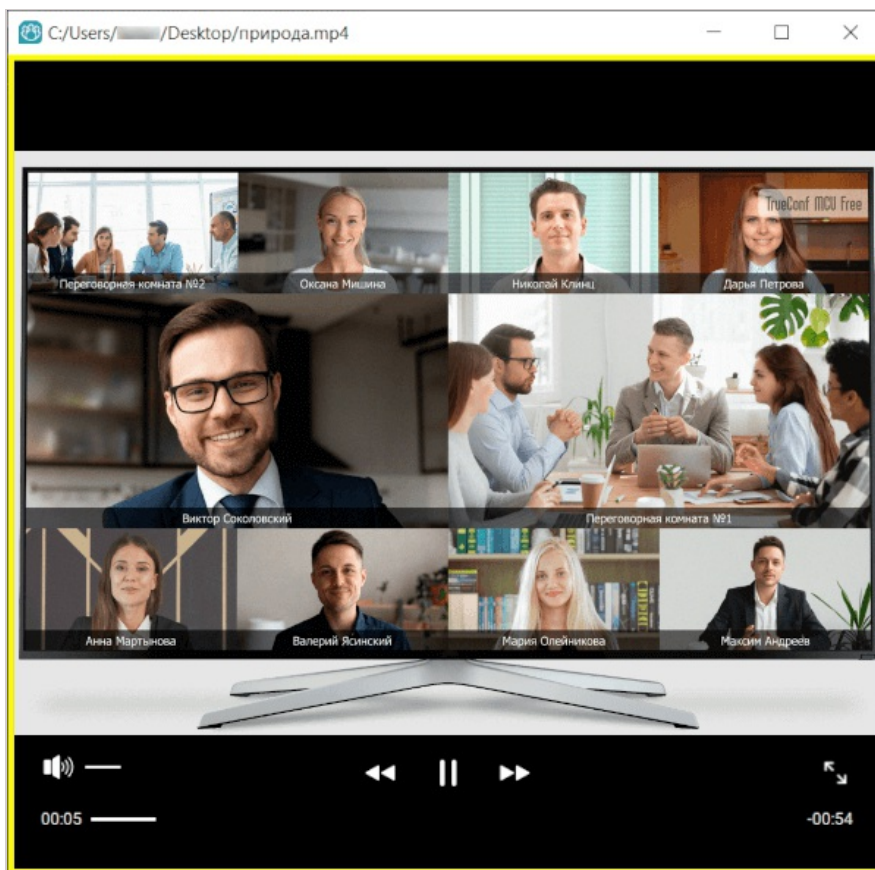 C:/Users/ /Desktop/природа.mp4
TrueConf MCU Free
Переговорная комната №2
Оксана Мишина
Николай Клинц
Дарья Петрова
Виктор Соколовский
Переговорная комната №1
Анна Мартынова
Валерий Ясинский
Мария Олейникова
Максим Андреев
00:05
-00:54